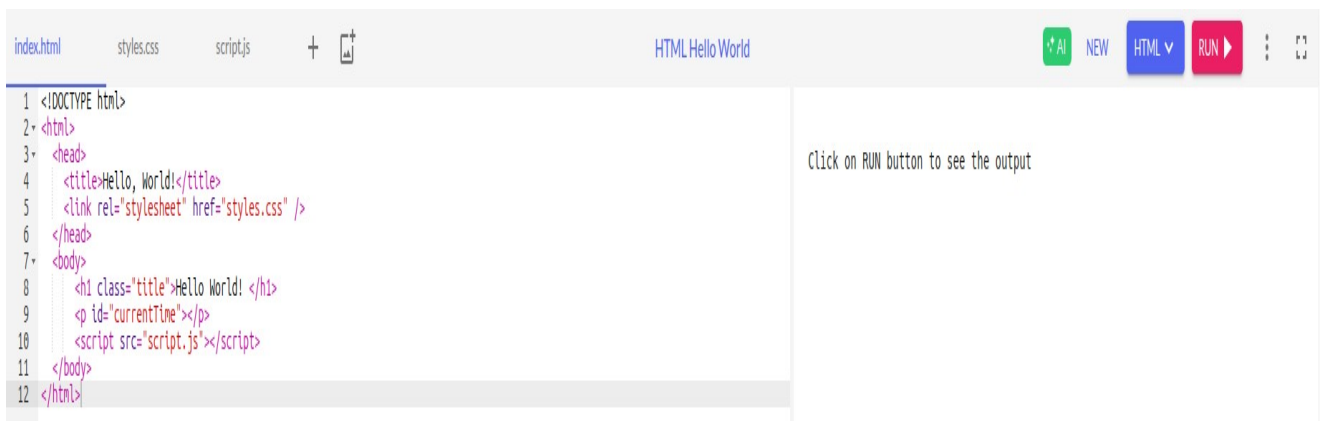 index.html styles.css script.js + HTML Hello World AI NEW HTML RUN
1 <!DOCTYPE html>
2 <html>
3 <head>
4 <title>Hello, World!</title>
5 <link rel="stylesheet" href="styles.css" />
6 </head>
7 <body>
8 <h1 class="title">Hello World! </h1>
9 <p id="currentTime"></p>
10 <script src="script.js"></script>
11 </body>
12 </html>
Click on RUN button to see the output